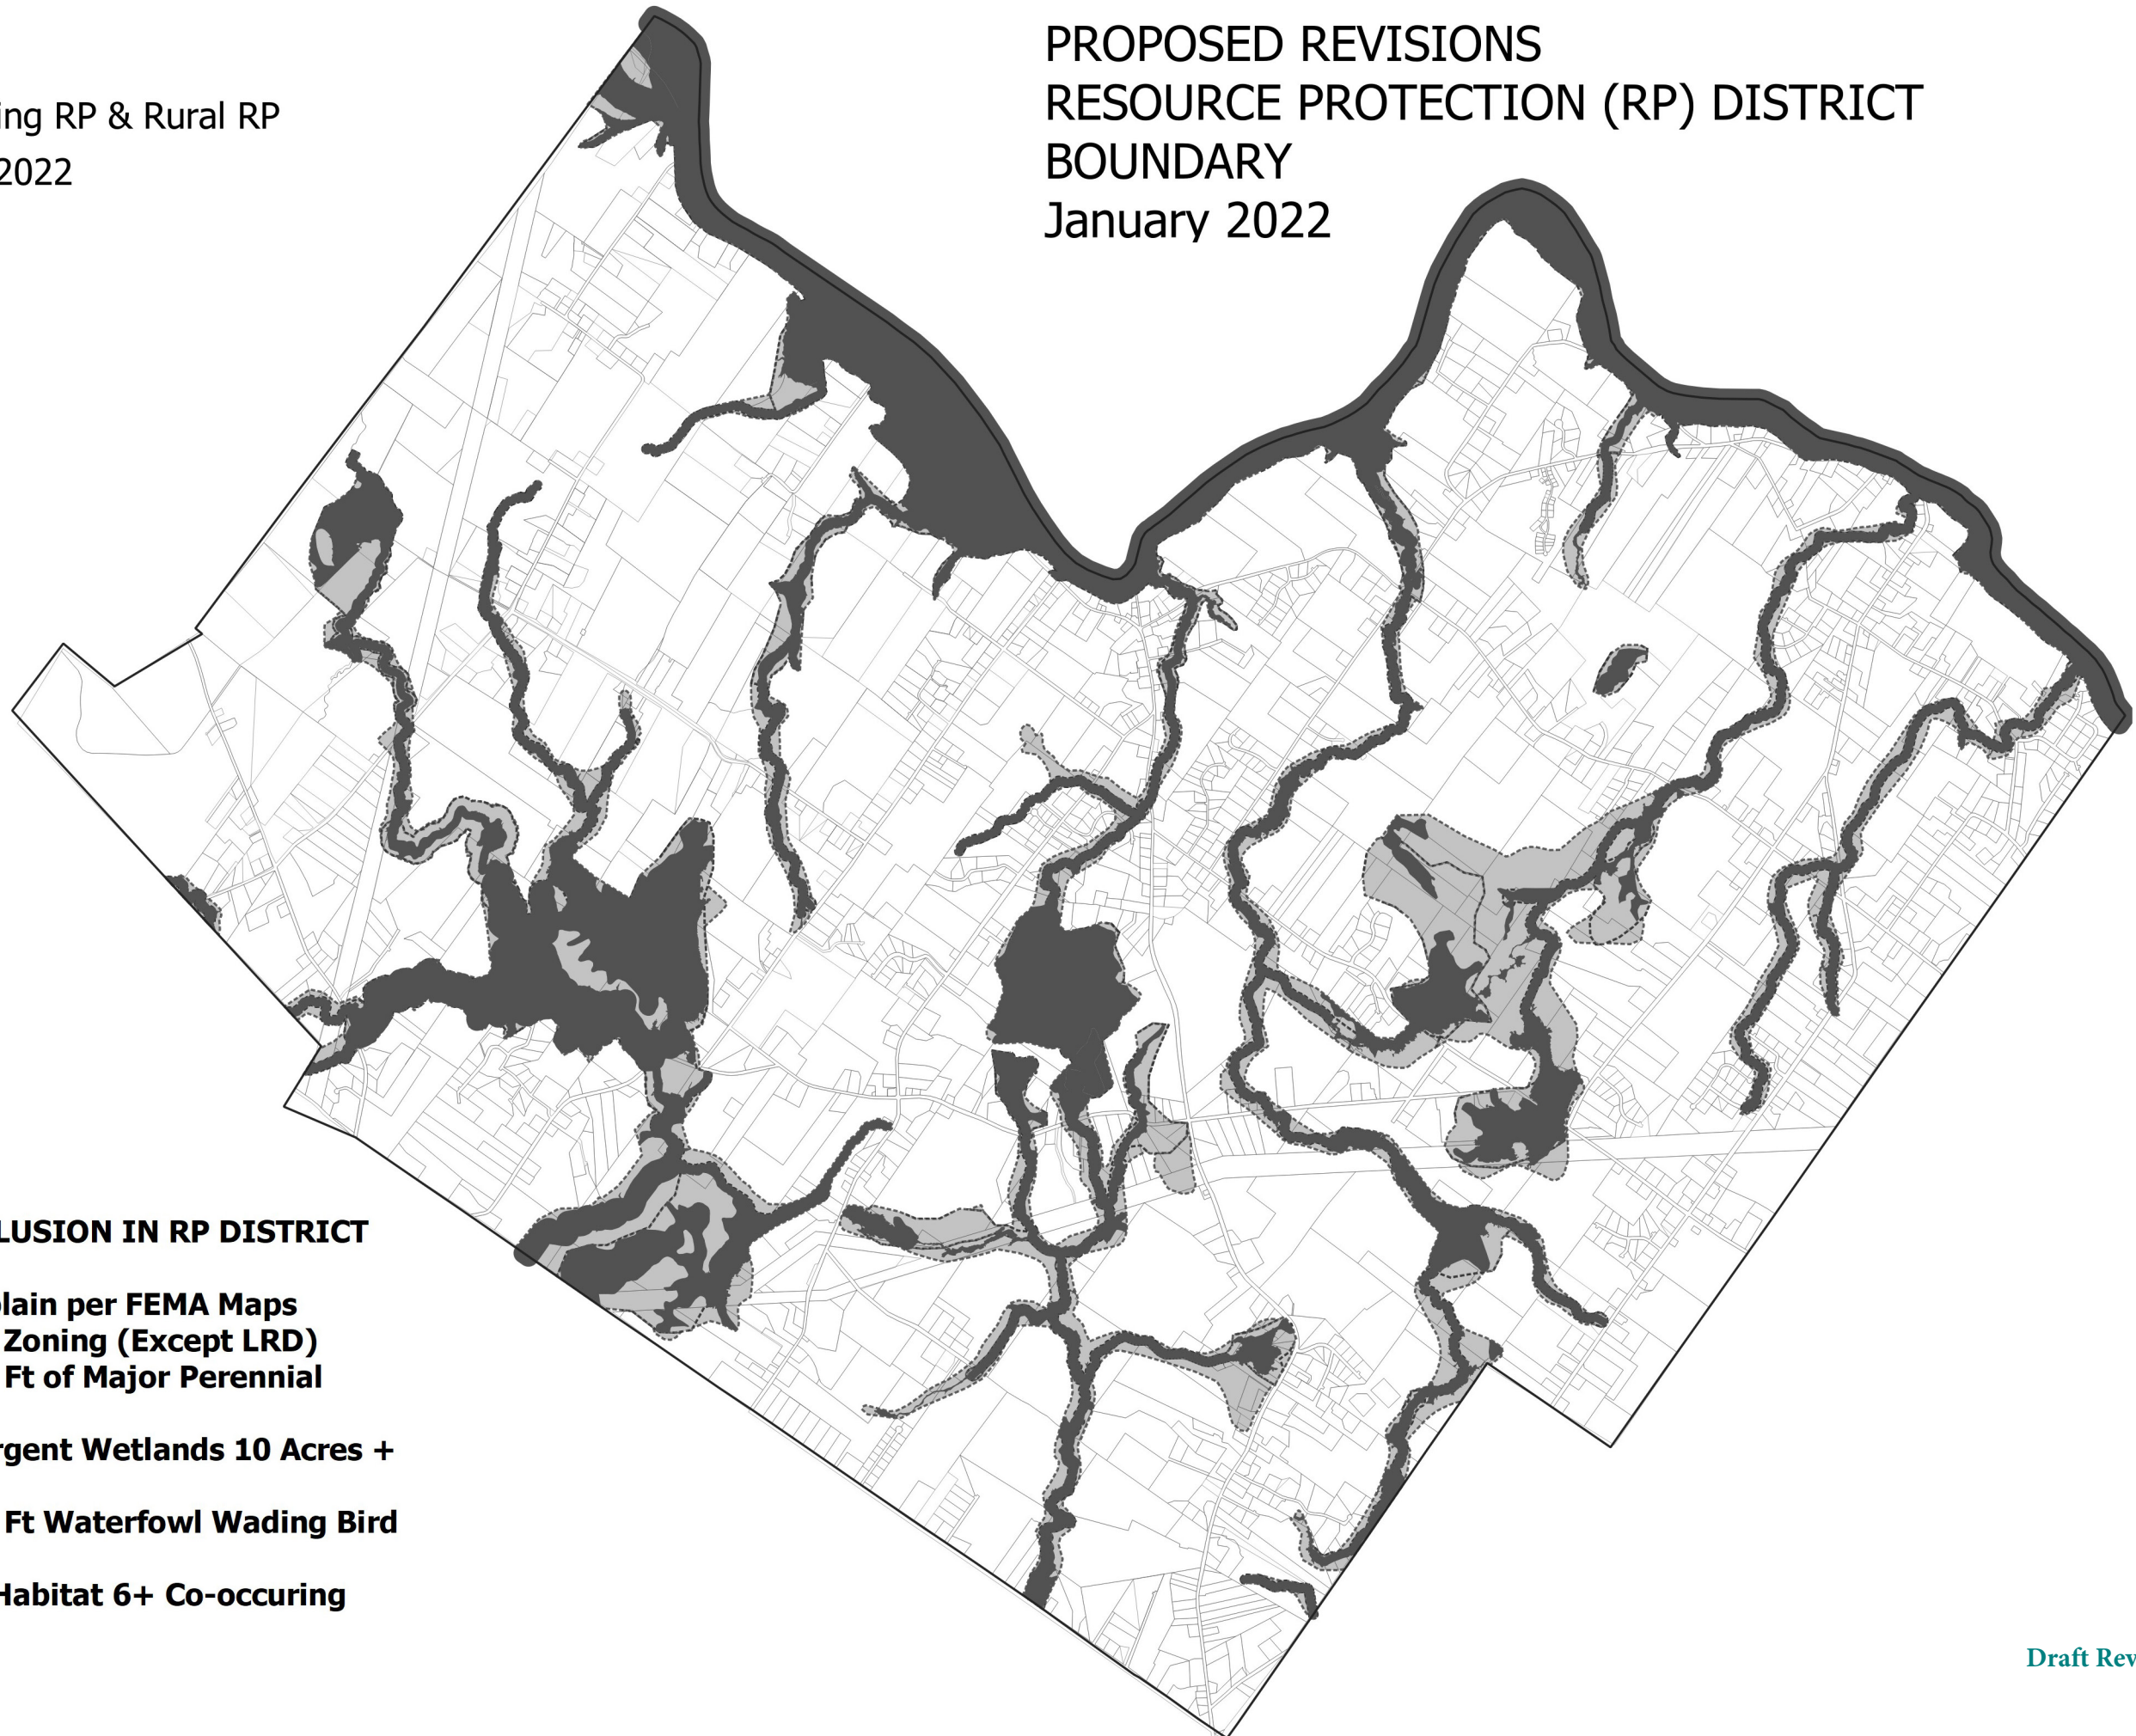 PROPOSED REVISIONS
RESOURCE PROTECTION (RP) DISTRICT
BOUNDARY
January 2022
ing RP & Rural RP
2022
LUSION IN RP DISTRICT
lain per FEMA Maps
Zoning (Except LRD)
Ft of Major Perennial
rgent Wetlands 10 Acres +
Ft Waterfowl Wading Bird
Habitat 6+ Co-occuring
Draft Rev